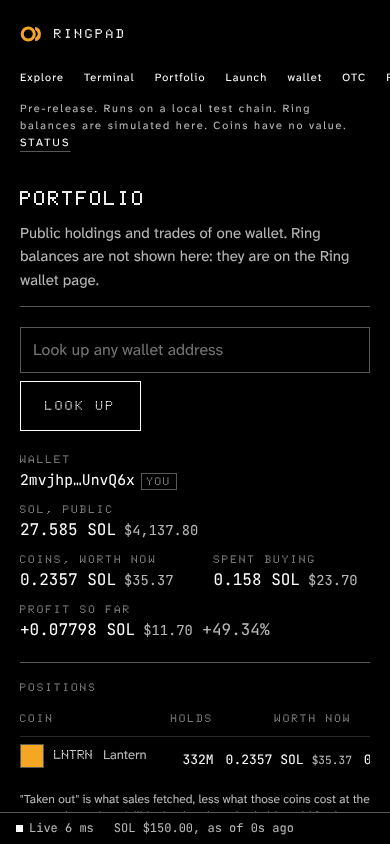 RINGPAD
Explore Terminal Portfolio Launch wallet OTC
Pre-release. Runs on a local test chain. Ring
balances are simulated here. Coins have no value.
STATUS
PORTFOLIO
Public holdings and trades of one wallet. Ring
balances are not shown here: they are on the Ring
wallet page.
Look up any wallet address
LOOK UP
WALLET
2mvjhp…UnvQ6x YOU
SOL, PUBLIC
27.585 SOL $4,137.80
COINS, WORTH NOW SPENT BUYING
0.2357 SOL $35.37 0.158 SOL $23.70
PROFIT SO FAR
+0.07798 SOL $11.70 +49.34%
POSITIONS
COIN HOLDS WORTH NOW
LNTRN Lantern 332M 0.2357 SOL $35.37
"Taken out" is what sales fetched, less what those coins cost at the
Live 6 ms SOL $150.00, as of 0s ago